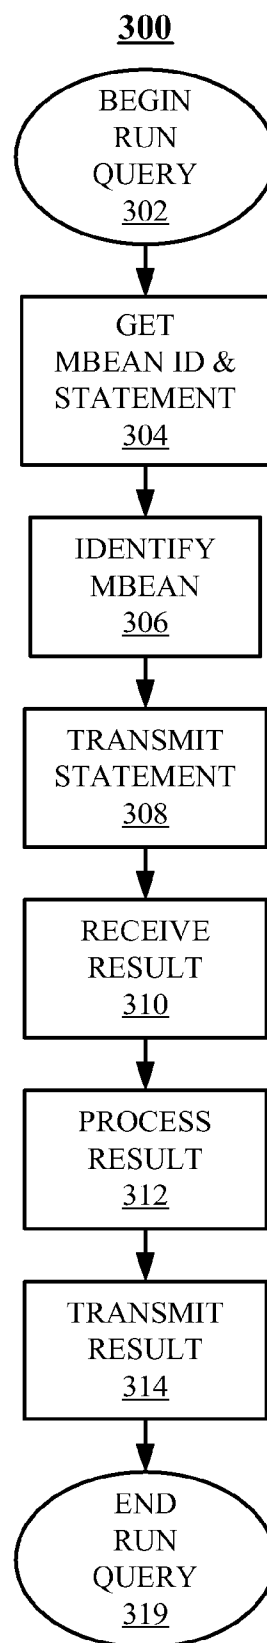 300
BEGIN
RUN
QUERY
302
GET
MBEAN ID &
STATEMENT
304
IDENTIFY
MBEAN
306
TRANSMIT
STATEMENT
308
RECEIVE
RESULT
310
PROCESS
RESULT
312
TRANSMIT
RESULT
314
END
RUN
QUERY
319